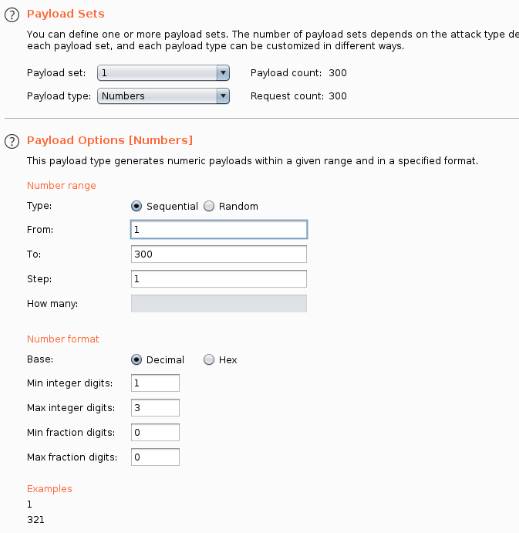 Payload Sets
You can define one or more payload sets. The number of payload sets depends on the attack type de
each payload set, and each payload type can be customized in different ways.
Payload set: 1 Payload count: 300
Payload type: Numbers Request count: 300
Payload Options [Numbers]
This payload type generates numeric payloads within a given range and in a specified format.
Number range
Type: Sequential Random
From: 1
To: 300
Step: 1
How many:
Number format
Base: Decimal Hex
Min integer digits: 1
Max integer digits: 3
Min fraction digits: 0
Max fraction digits: 0
Examples
1
321